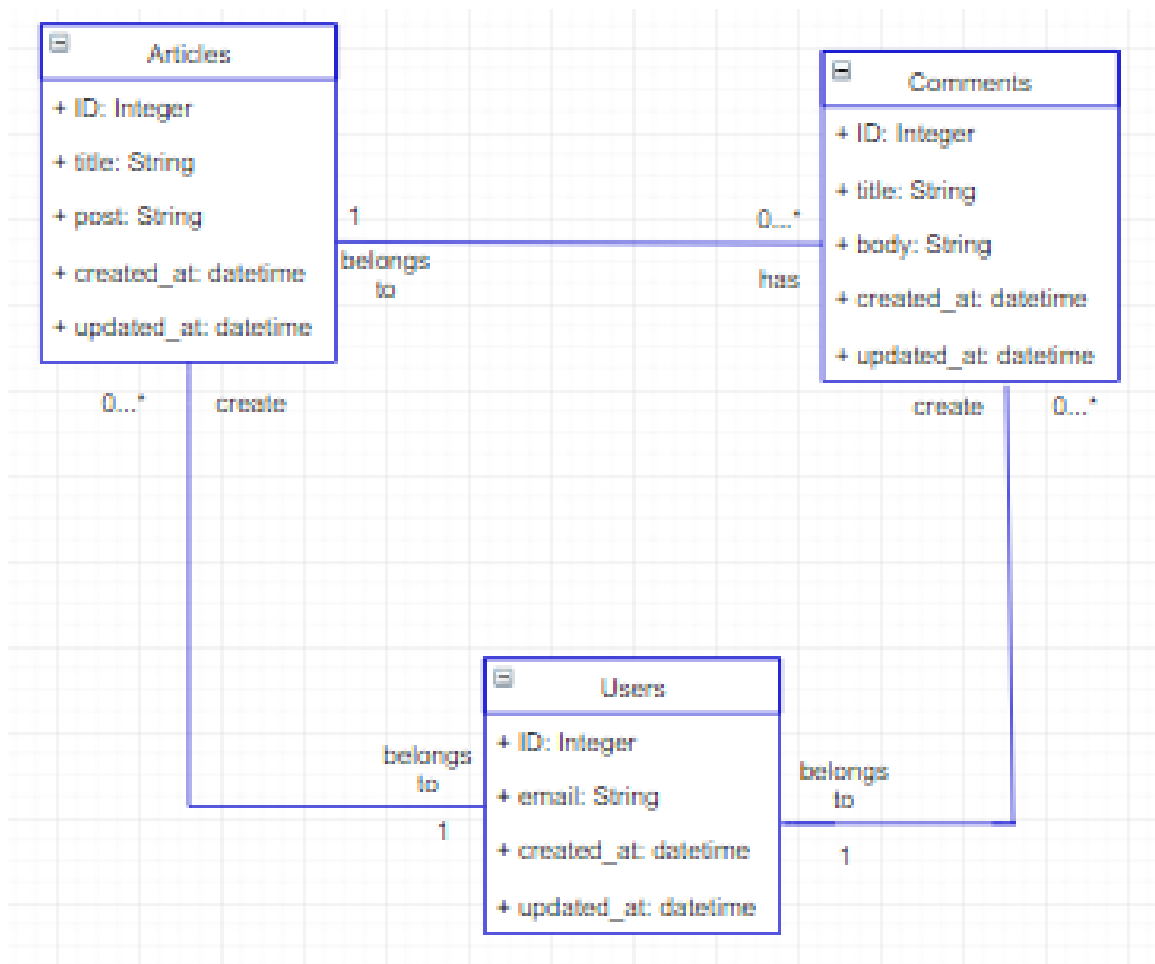 Articles
+ ID: Integer
+ title: String
+ post: String
+ created_at: datetime
+ updated_at: datetime
Comments
+ ID: Integer
+ title: String
+ body: String
+ created_at: datetime
+ updated_at: datetime
1
belongs
to
0...*
has
0...*
create
create
0...*
Users
+ ID: Integer
+ email: String
+ created_at: datetime
+ updated_at: datetime
belongs
to
1
belongs
to
1